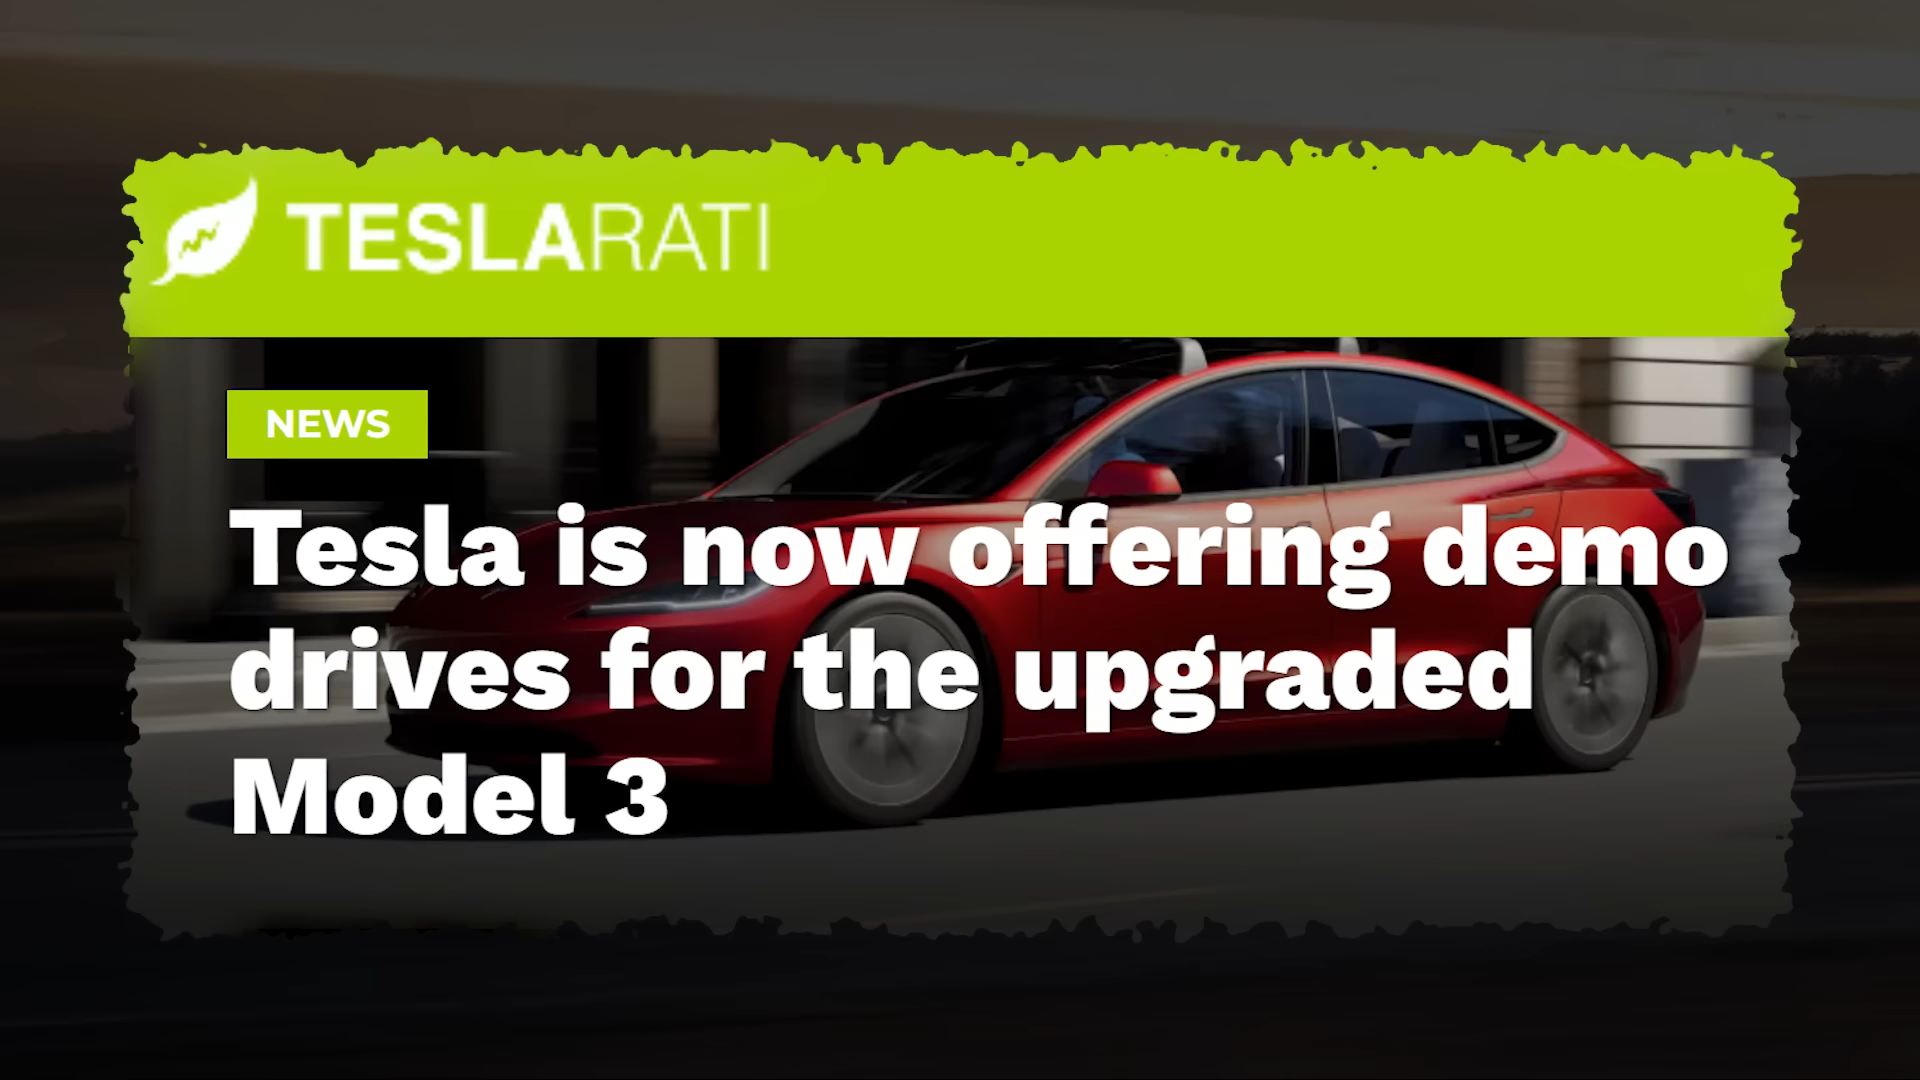 TESLARATI
NEWS
Tesla is now offering demo
drives for the upgraded
Model 3